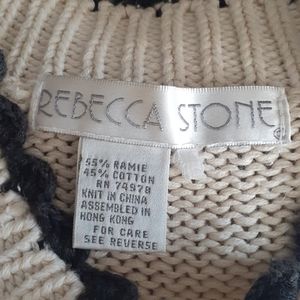 REBECCA STONE
55% RAMIE
45% COTTON
RN 74978
KNIT IN CHINA
ASSEMBLED IN
HONG KONG
FOR CARE
SEE REVERSE